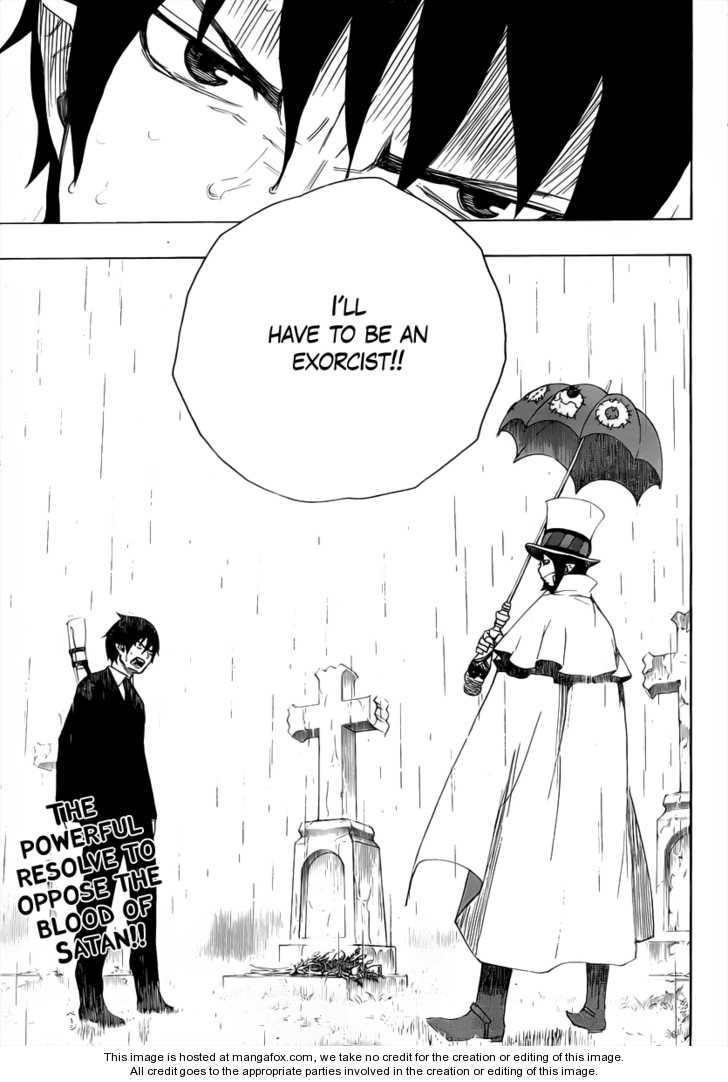 I'LL
HAVE TO BE AN
EXORCIST!!
THE
POWERFUL
RESOLVE TO
OPPOSE THE
BLOOD OF
SATAN!!
This image is hosted at mangafox.com, we take no credit for the creation or editing of this image.
All credit goes to the appropriate parties involved in the creation or editing of this image.